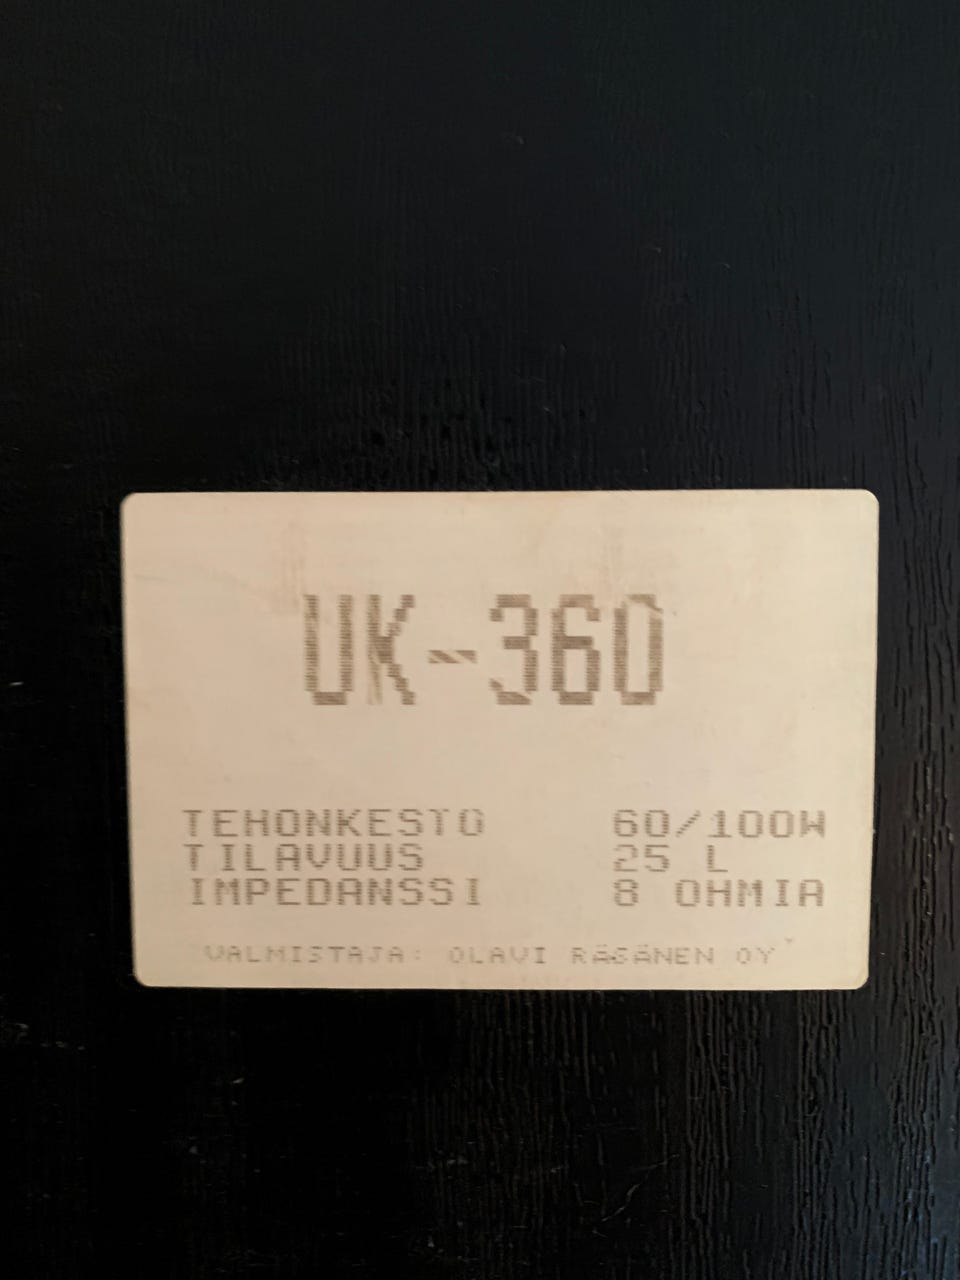 UK-360
TEHONKESTO 60/100W
TILAVUUS 25 L
IMPEDANSSI 8 OHMIA
VALMISTAJA: OLAVI RÄSÄNEN OY